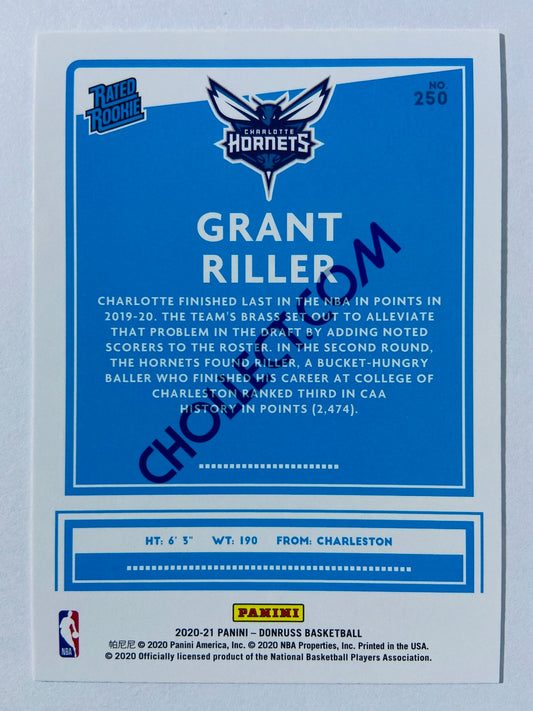 RATED
ROOKIE
NO.
250
CHARLOTTE
HORNETS
GRANT
RILLER
CHARLOTTE FINISHED LAST IN THE NBA IN POINTS IN
2019-20. THE TEAM'S BRASS SET OUT TO ALLEVIATE
THAT PROBLEM IN THE DRAFT BY ADDING NOTED
SCORERS TO THE ROSTER. IN THE SECOND ROUND,
THE HORNETS FOUND RILLER, A BUCKET-HUNGRY
BALLER WHO FINISHED HIS CAREER AT COLLEGE OF
CHARLESTON RANKED THIRD IN CAA
HISTORY IN POINTS (2,474).
CHOLLECT.COM
HT: 6' 3" WT: 190 FROM: CHARLESTON
PANINI
2020-21 PANINI – DONRUSS BASKETBALL
帕尼尼 © 2020 Panini America, Inc. © 2020 NBA Properties, Inc. Printed in the USA.
© 2020 Officially licensed product of the National Basketball Players Association.
NBA